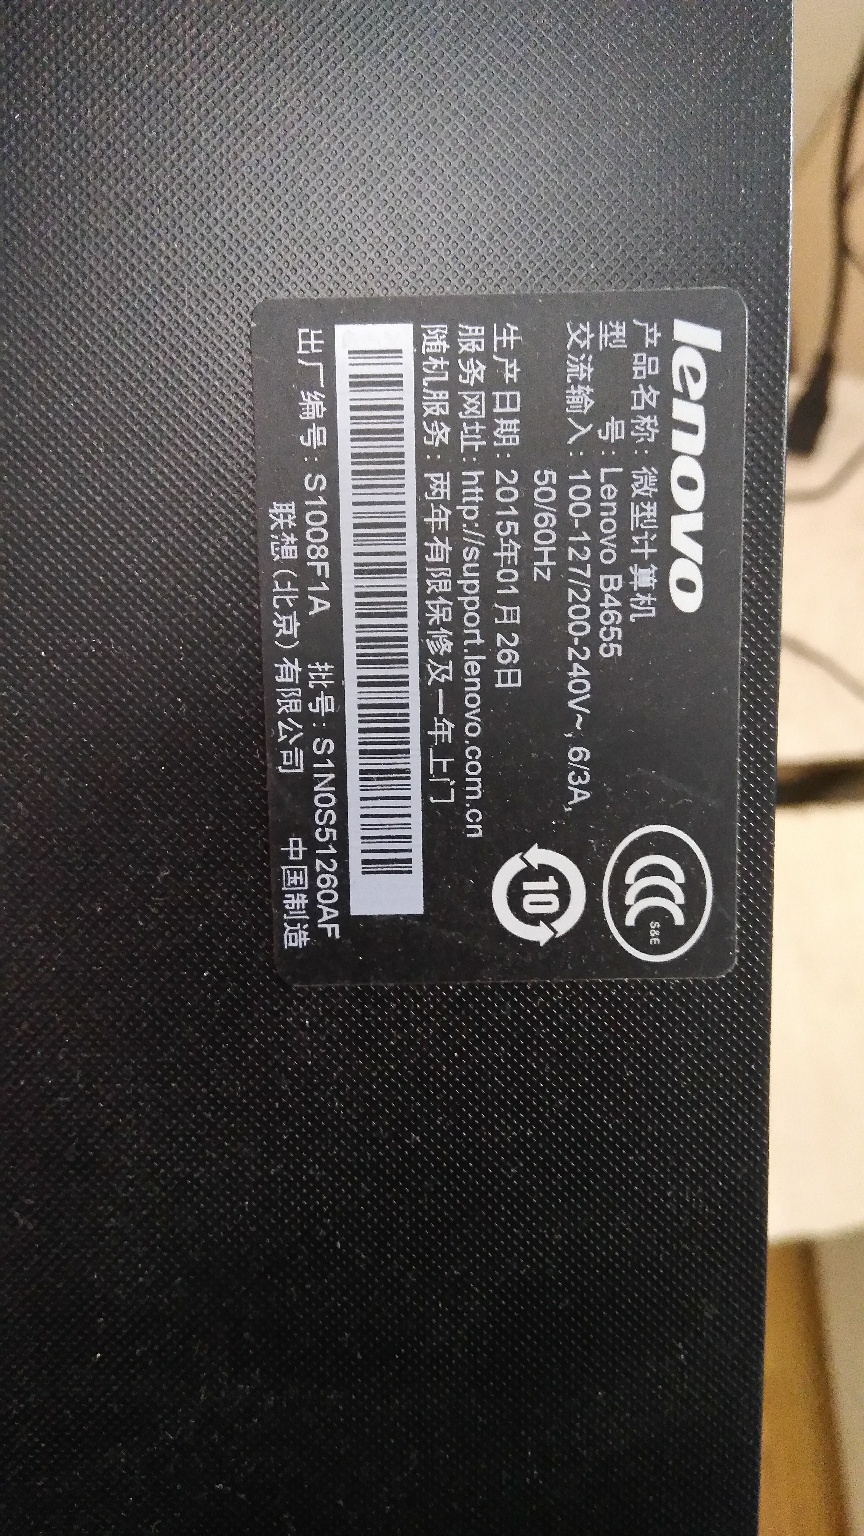 lenovo
产品名称: 微型计算机
型 号: Lenovo B4655
交流输入: 100-127/200-240V~, 6/3A,
50/60Hz
生产日期: 2015年01月26日
服务网址: http://support.lenovo.com.cn
随机服务: 两年有限保修及一年上门
出厂编号: S1008F1A 批号: S1N0S51260AF
联想(北京)有限公司 中国制造
S&E
10